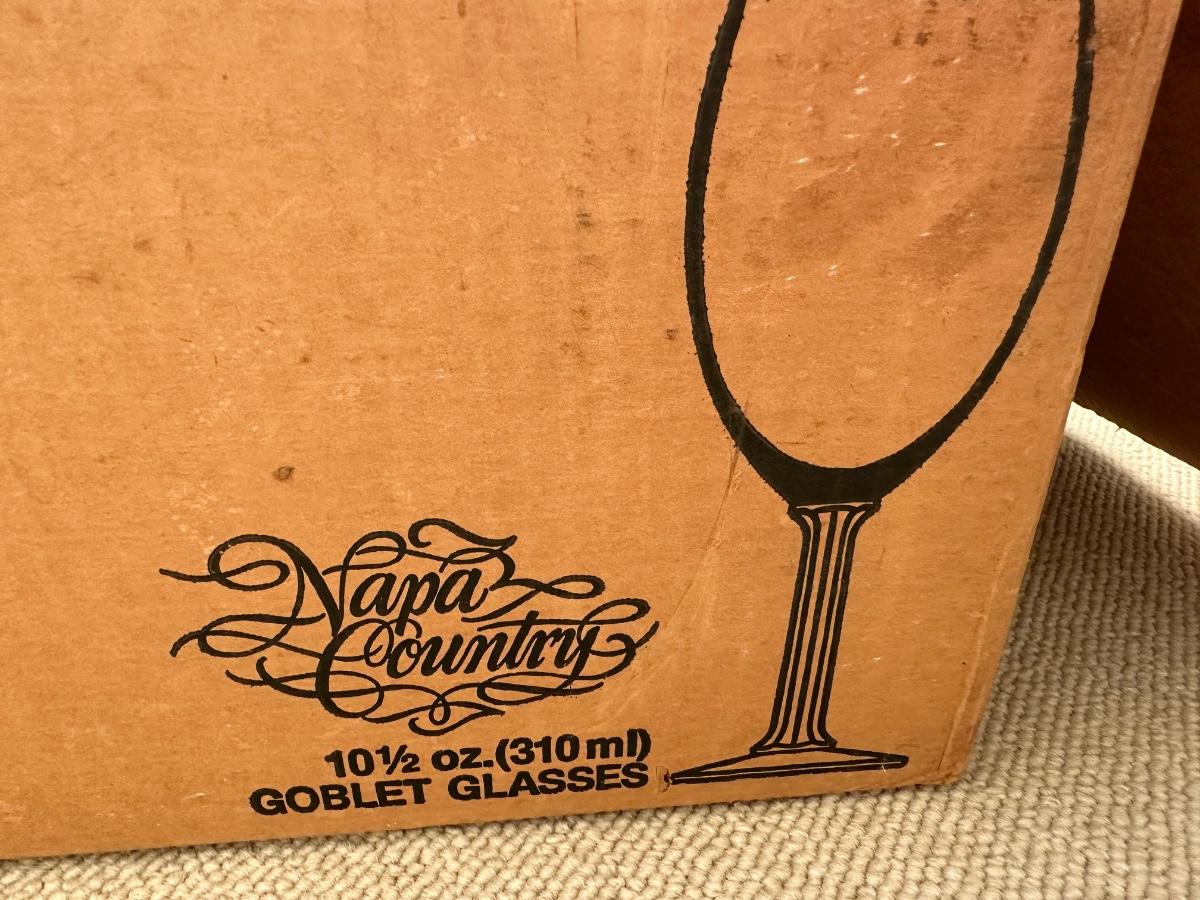 Napa
Country
10½ oz.(310 ml)
GOBLET GLASSES